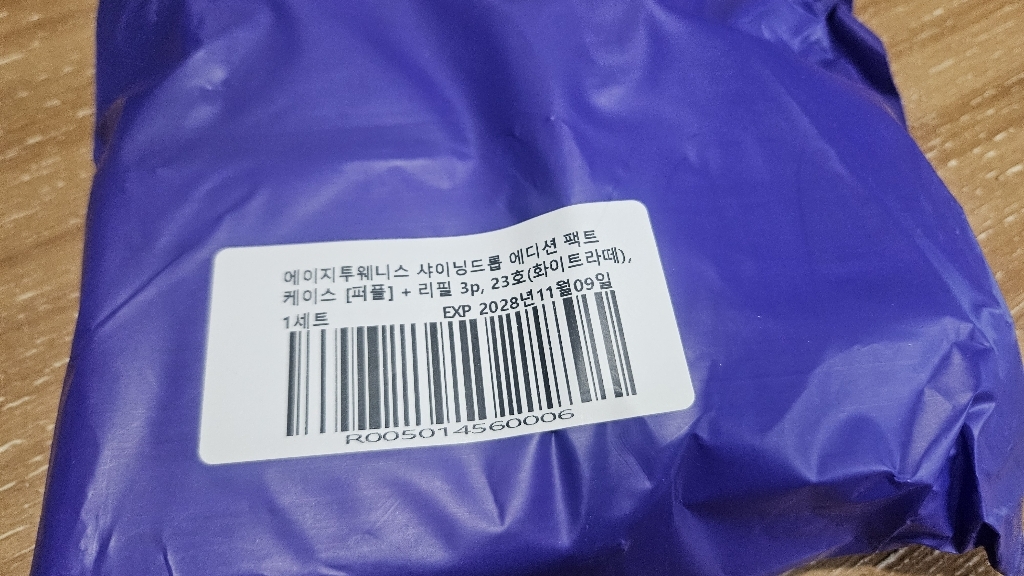 에이지투웨니스 샤이닝드롭 에디션 팩트
케이스 [퍼플] + 리필 3p, 23호(화이트라떼),
1세트
EXP 2028년11월09일
R005014560006